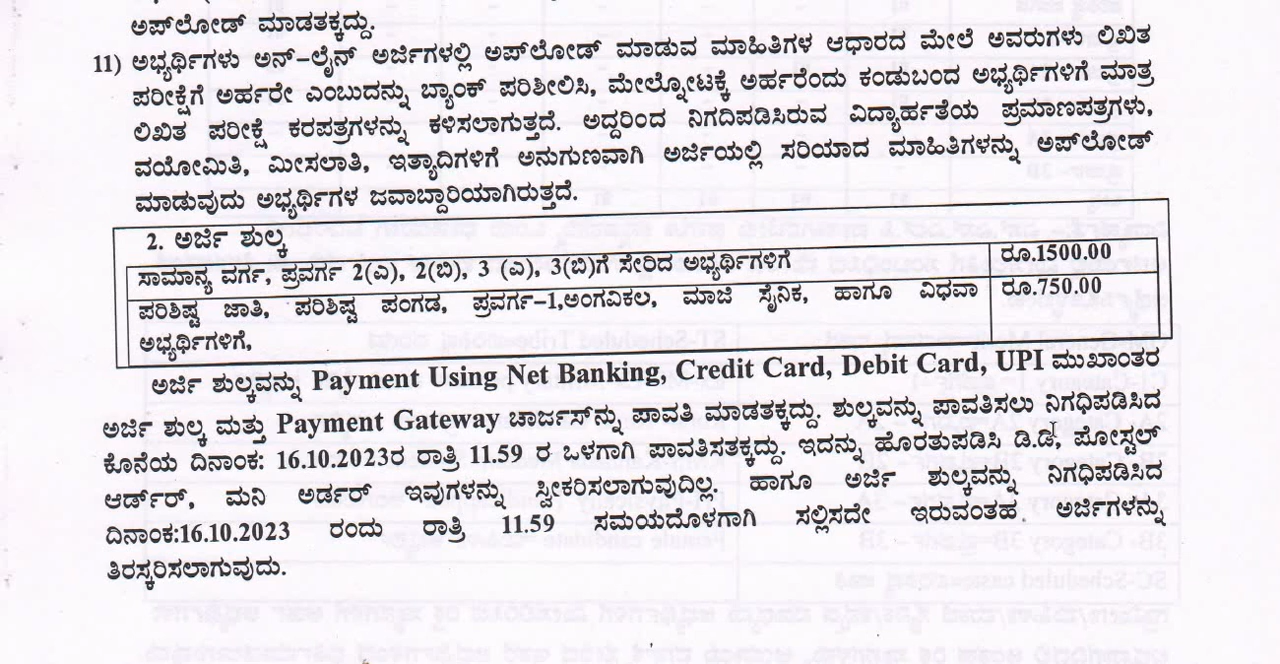 ಅಪ್‌ಲೋಡ್ ಮಾಡತಕ್ಕದ್ದು.
11) ಅಭ್ಯರ್ಥಿಗಳು ಅನ್-ಲೈನ್ ಅರ್ಜಿಗಳಲ್ಲಿ ಅಪ್‌ಲೋಡ್ ಮಾಡುವ ಮಾಹಿತಿಗಳ ಆಧಾರದ ಮೇಲೆ ಅವರುಗಳು ಲಿಖಿತ
ಪರೀಕ್ಷೆಗೆ ಅರ್ಹರೇ ಎಂಬುದನ್ನು ಬ್ಯಾಂಕ್ ಪರಿಶೀಲಿಸಿ, ಮೇಲ್ನೋಟಕ್ಕೆ ಅರ್ಹರೆಂದು ಕಂಡುಬಂದ ಅಭ್ಯರ್ಥಿಗಳಿಗೆ ಮಾತ್ರ
ಲಿಖಿತ ಪರೀಕ್ಷೆ ಕರಪತ್ರಗಳನ್ನು ಕಳಿಸಲಾಗುತ್ತದೆ. ಅದ್ದರಿಂದ ನಿಗದಿಪಡಿಸಿರುವ ವಿದ್ಯಾರ್ಹತೆಯ ಪ್ರಮಾಣಪತ್ರಗಳು,
ವಯೋಮಿತಿ, ಮೀಸಲಾತಿ, ಇತ್ಯಾದಿಗಳಿಗೆ ಅನುಗುಣವಾಗಿ ಅರ್ಜಿಯಲ್ಲಿ ಸರಿಯಾದ ಮಾಹಿತಿಗಳನ್ನು ಅಪ್‌ಲೋಡ್
ಮಾಡುವುದು ಅಭ್ಯರ್ಥಿಗಳ ಜವಾಬ್ದಾರಿಯಾಗಿರುತ್ತದೆ.
2. ಅರ್ಜಿ ಶುಲ್ಕ
ಸಾಮಾನ್ಯ ವರ್ಗ, ಪ್ರವರ್ಗ 2(ಎ), 2(ಬಿ), 3 (ಎ), 3(ಬಿ)ಗೆ ಸೇರಿದ ಅಭ್ಯರ್ಥಿಗಳಿಗೆ ರೂ.1500.00
ಪರಿಶಿಷ್ಟ ಜಾತಿ, ಪರಿಶಿಷ್ಟ ಪಂಗಡ, ಪ್ರವರ್ಗ-1,ಅಂಗವಿಕಲ, ಮಾಜಿ ಸೈನಿಕ, ಹಾಗೂ ವಿಧವಾ ರೂ.750.00
ಅಭ್ಯರ್ಥಿಗಳಿಗೆ,
ಅರ್ಜಿ ಶುಲ್ಕವನ್ನು Payment Using Net Banking, Credit Card, Debit Card, UPI ಮುಖಾಂತರ
ಅರ್ಜಿ ಶುಲ್ಕ ಮತ್ತು Payment Gateway ಚಾರ್ಜಸ್‌ನ್ನು ಪಾವತಿ ಮಾಡತಕ್ಕದ್ದು. ಶುಲ್ಕವನ್ನು ಪಾವತಿಸಲು ನಿಗಧಿಪಡಿಸಿದ
ಕೊನೆಯ ದಿನಾಂಕ: 16.10.2023ರ ರಾತ್ರಿ 11.59 ರ ಒಳಗಾಗಿ ಪಾವತಿಸತಕ್ಕದ್ದು. ಇದನ್ನು ಹೊರತುಪಡಿಸಿ ಡಿ.ಡಿ, ಪೋಸ್ಟಲ್
ಆರ್ಡ್‌ರ್, ಮನಿ ಅರ್ಡರ್ ಇವುಗಳನ್ನು ಸ್ವೀಕರಿಸಲಾಗುವುದಿಲ್ಲ, ಹಾಗೂ ಅರ್ಜಿ ಶುಲ್ಕವನ್ನು ನಿಗಧಿಪಡಿಸಿದ
ದಿನಾಂಕ:16.10.2023 ರಂದು ರಾತ್ರಿ 11.59 ಸಮಯದೊಳಗಾಗಿ ಸಲ್ಲಿಸದೇ ಇರುವಂತಹ ಅರ್ಜಿಗಳನ್ನು
ತಿರಸ್ಕರಿಸಲಾಗುವುದು.